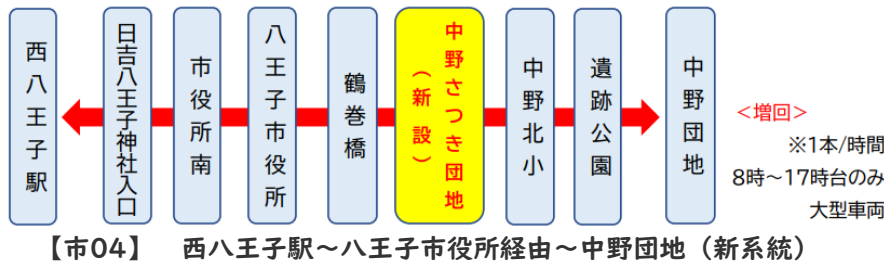 西八王子駅
日吉八王子神社入口
市役所南
八王子市役所
鶴巻橋
中野さつき団地
（新設）
中野北小
遺跡公園
中野団地
＜増回＞
※1本/時間
8時～17時台のみ
大型車両
【市04】　西八王子駅～八王子市役所経由～中野団地（新系統）